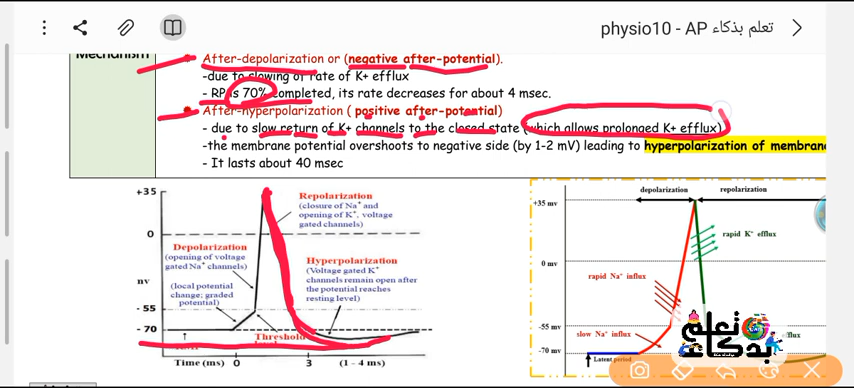 physio10 - AP تعلم بذكاء
Mechanism
After-depolarization or (negative after-potential).
-due to slowing of rate of K+ efflux
- RP is 70% completed, its rate decreases for about 4 msec.
After-hyperpolarization ( positive after-potential)
- due to slow return of K+ channels to the closed state (which allows prolonged K+ efflux)
-the membrane potential overshoots to negative side (by 1-2 mV) leading to hyperpolarization of membrane
- It lasts about 40 msec
+35
0
nv
- 55
- 70
Repolarization
(closure of Na⁺ and
opening of K⁺, voltage
gated channels)
Depolarization
(opening of voltage
gated Na⁺ channels)
(local potential
change; graded
potential)
Hyperpolarization
(Voltage gated K⁺
channels remain open after
the potential reaches
resting level)
Threshold
Time (ms) 0 3 (1 - 4 ms)
depolarization repolarization
+35 mv
rapid K⁺ efflux
0 mv
rapid Na⁺ influx
-55 mv
slow Na⁺ influx
-70 mv
Latent period
تعلم
بذكاء